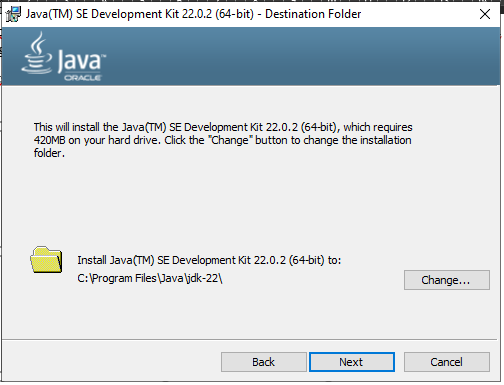 Java(TM) SE Development Kit 22.0.2 (64-bit) - Destination Folder
Java™
ORACLE
This will install the Java(TM) SE Development Kit 22.0.2 (64-bit), which requires
420MB on your hard drive. Click the "Change" button to change the installation
folder.
Install Java(TM) SE Development Kit 22.0.2 (64-bit) to:
C:\Program Files\Java\jdk-22\
Change...
Back Next Cancel